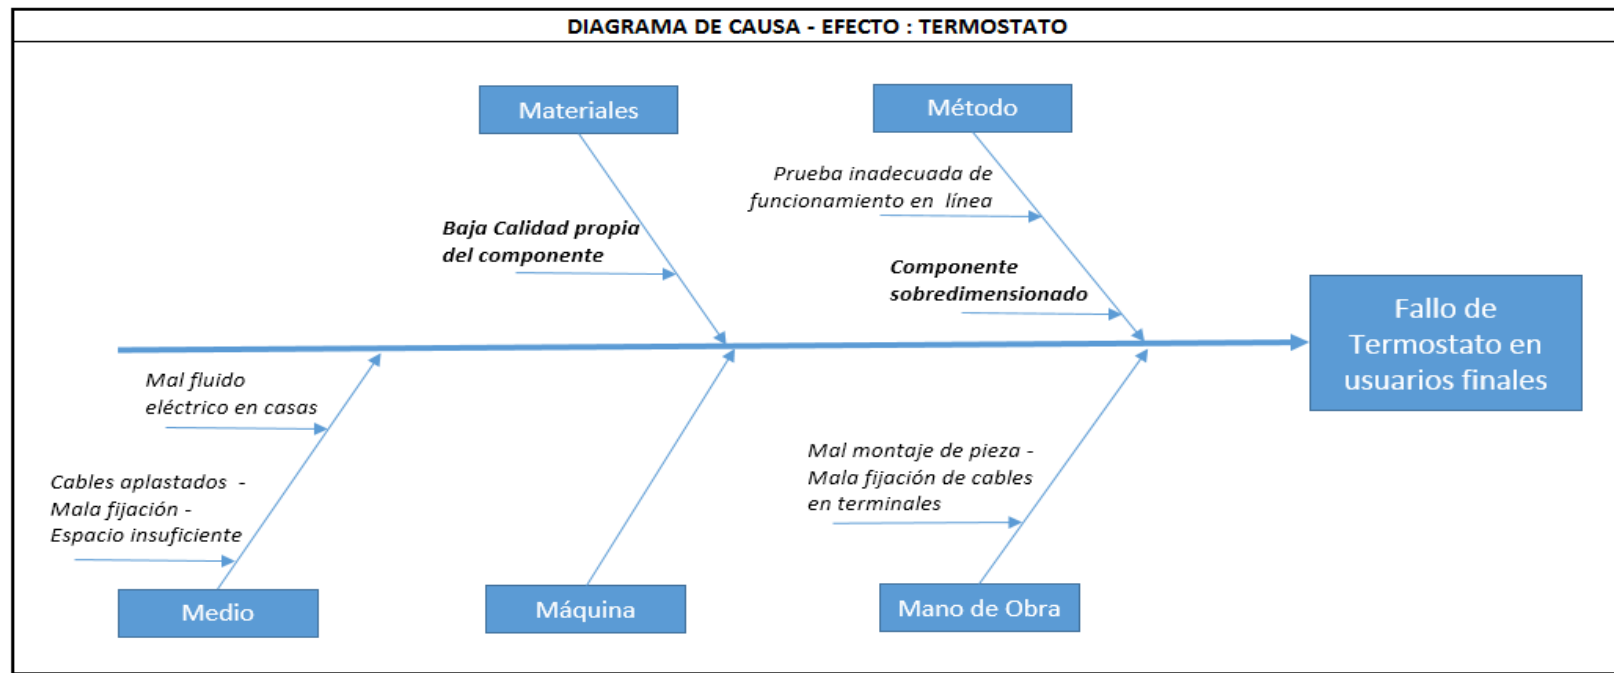 DIAGRAMA DE CAUSA - EFECTO : TERMOSTATO
Materiales
Método
Prueba inadecuada de
funcionamiento en línea
Baja Calidad propia
del componente
Componente
sobredimensionado
Fallo de
Termostato en
usuarios finales
Mal fluido
eléctrico en casas
Cables aplastados -
Mala fijación -
Espacio insuficiente
Mal montaje de pieza -
Mala fijación de cables
en terminales
Medio
Máquina
Mano de Obra